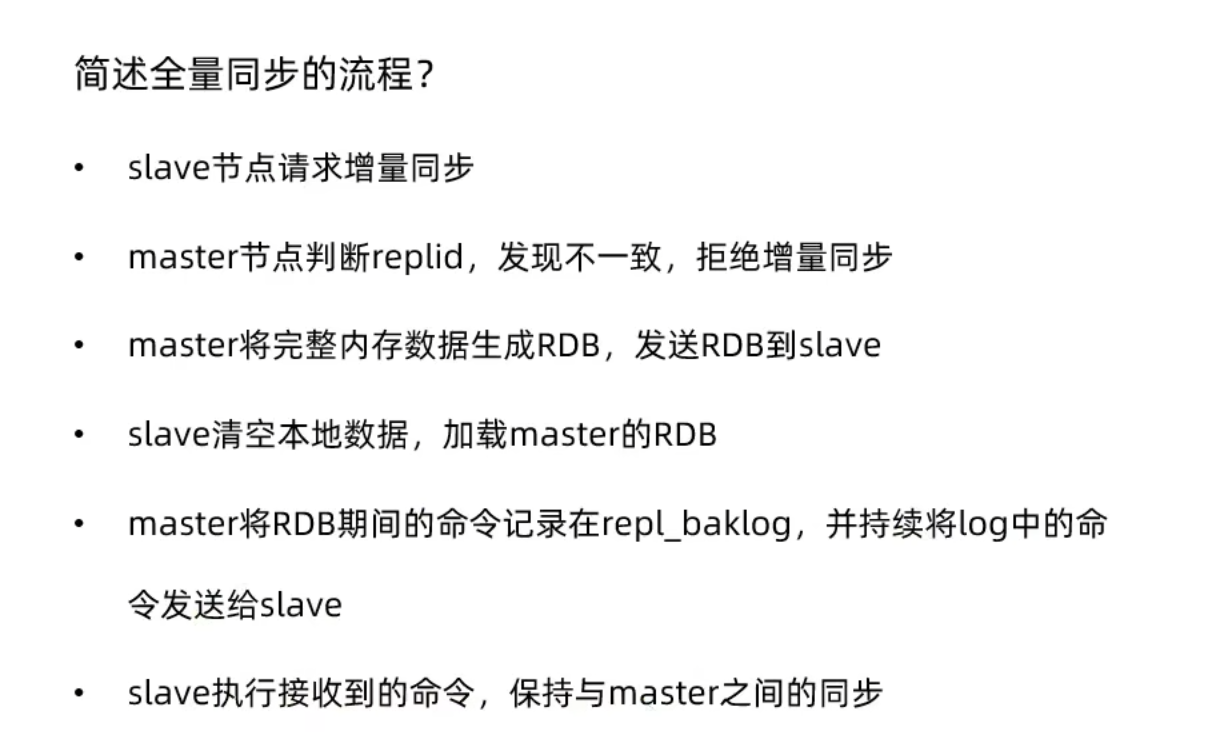 简述全量同步的流程？
• slave节点请求增量同步
• master节点判断replid，发现不一致，拒绝增量同步
• master将完整内存数据生成RDB，发送RDB到slave
• slave清空本地数据，加载master的RDB
• master将RDB期间的命令记录在repl_baklog，并持续将log中的命
令发送给slave
• slave执行接收到的命令，保持与master之间的同步